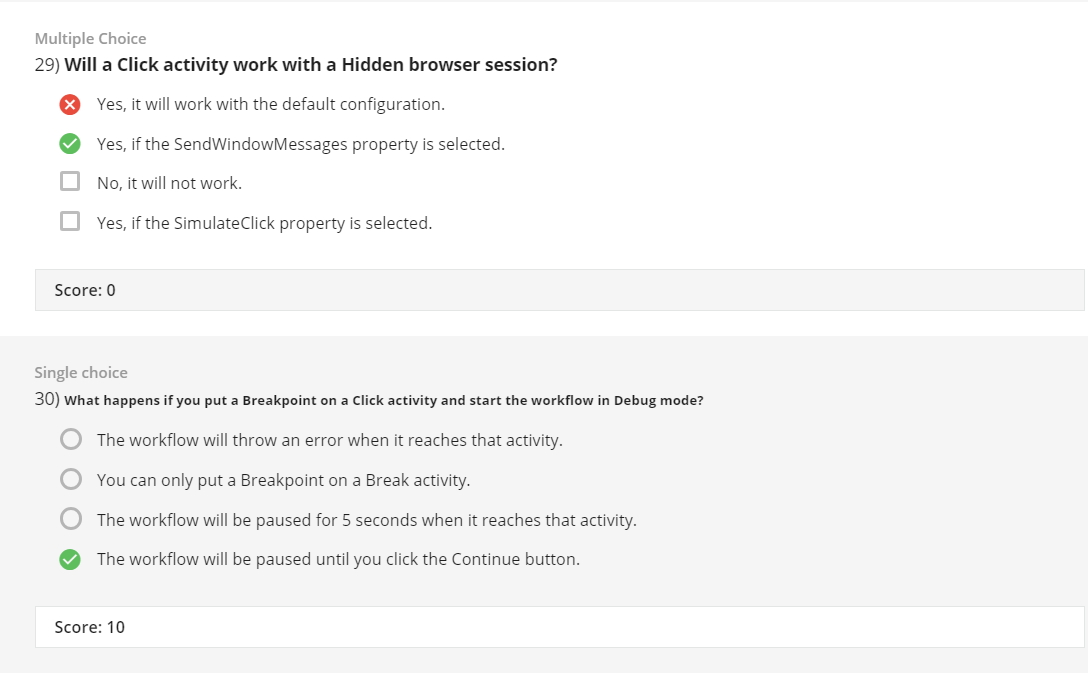 Multiple Choice
29) Will a Click activity work with a Hidden browser session?
Yes, it will work with the default configuration.
Yes, if the SendWindowMessages property is selected.
No, it will not work.
Yes, if the SimulateClick property is selected.
Score: 0
Single choice
30) What happens if you put a Breakpoint on a Click activity and start the workflow in Debug mode?
The workflow will throw an error when it reaches that activity.
You can only put a Breakpoint on a Break activity.
The workflow will be paused for 5 seconds when it reaches that activity.
The workflow will be paused until you click the Continue button.
Score: 10